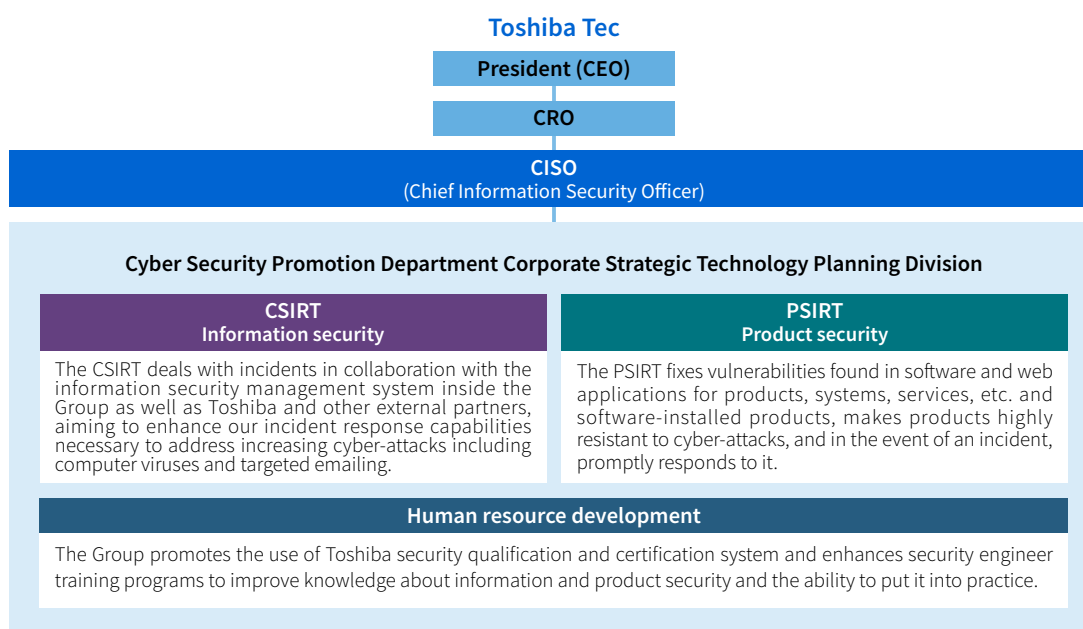 Toshiba Tec
President (CEO)
CRO
CISO
(Chief Information Security Officer)
Cyber Security Promotion Department Corporate Strategic Technology Planning Division
CSIRT
Information security
The CSIRT deals with incidents in collaboration with the
information security management system inside the
Group as well as Toshiba and other external partners,
aiming to enhance our incident response capabilities
necessary to address increasing cyber-attacks including
computer viruses and targeted emailing.
PSIRT
Product security
The PSIRT fixes vulnerabilities found in software and web
applications for products, systems, services, etc. and
software-installed products, makes products highly
resistant to cyber-attacks, and in the event of an incident,
promptly responds to it.
Human resource development
The Group promotes the use of Toshiba security qualification and certification system and enhances security engineer
training programs to improve knowledge about information and product security and the ability to put it into practice.